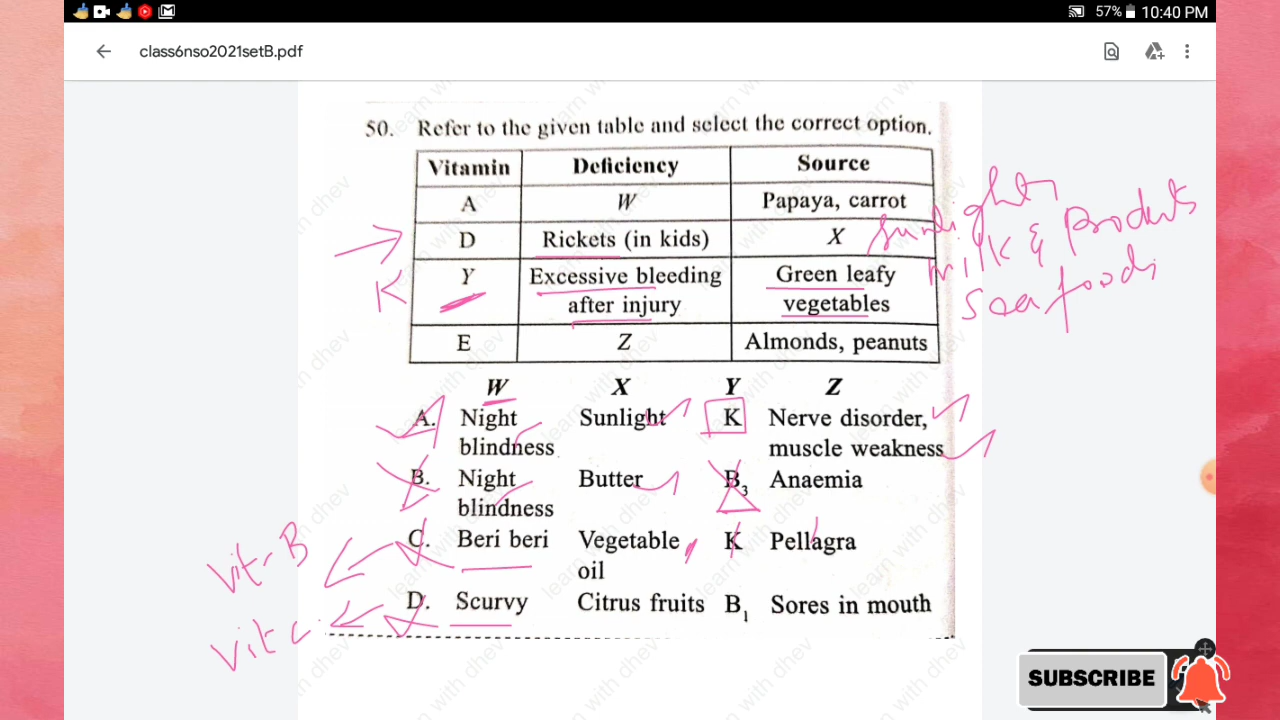 57% 10:40 PM
class6nso2021setB.pdf
50. Refer to the given table and select the correct option.
Vitamin Deficiency Source
A W Papaya, carrot
D Rickets (in kids) X
Sunlight
milk & Products
Sea foods
K
Y Excessive bleeding after injury Green leafy vegetables
E Z Almonds, peanuts
W X Y Z
A. Night blindness Sunlight K Nerve disorder, muscle weakness
B. Night blindness Butter B3 Anaemia
C. Beri beri Vegetable oil K Pellagra
D. Scurvy Citrus fruits B1 Sores in mouth
Vit-B
Vit C.
learn with dhev
SUBSCRIBE